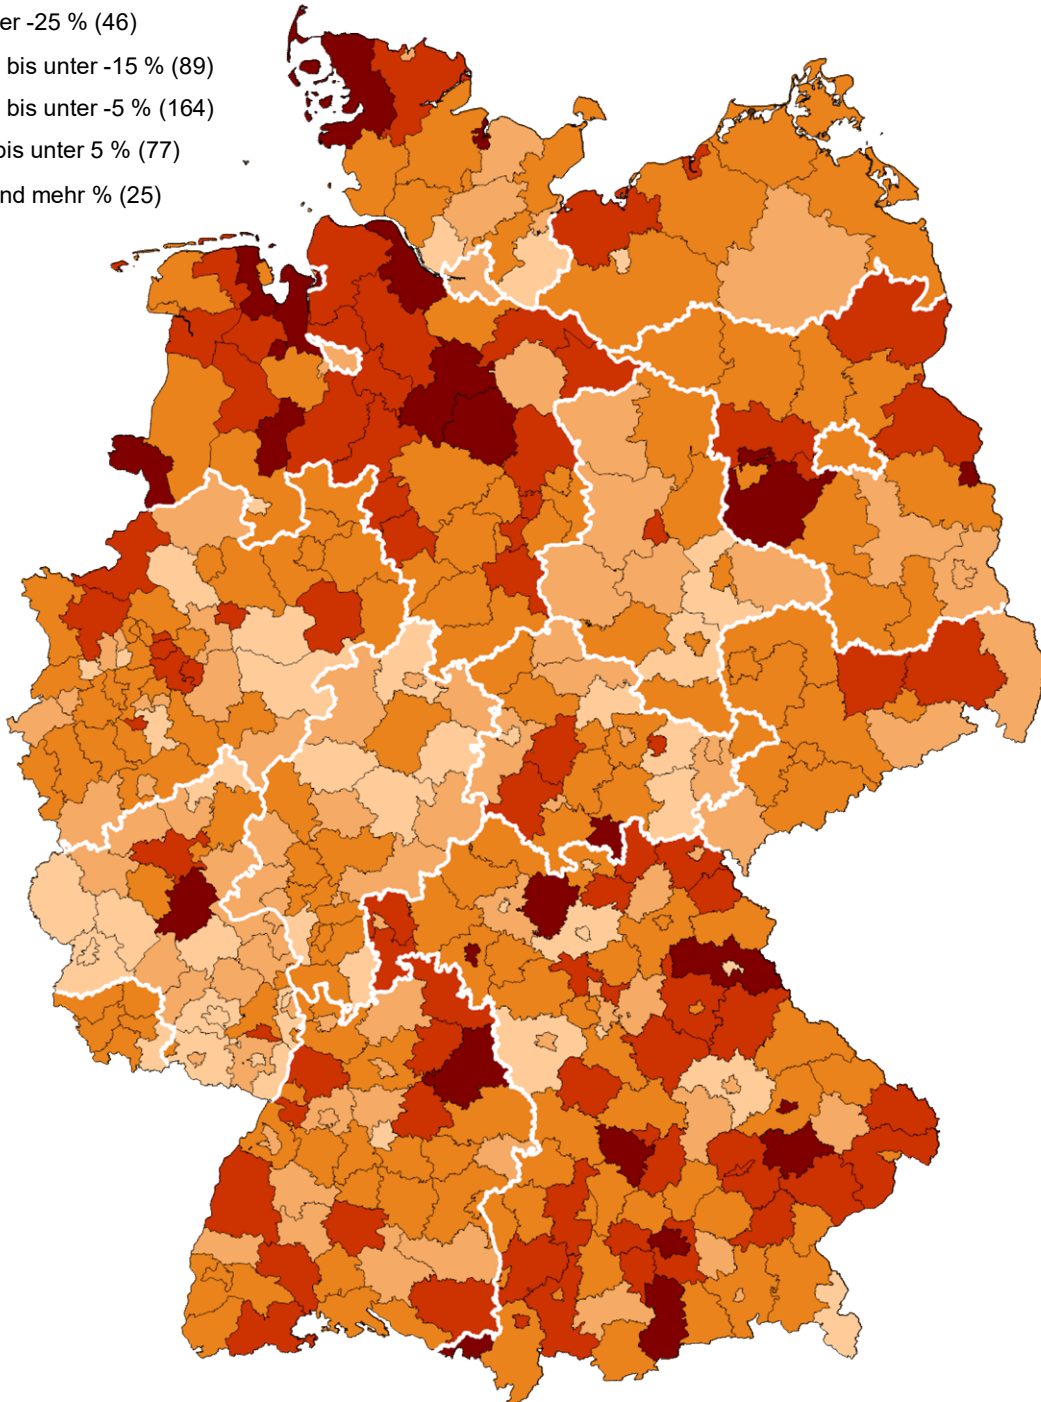 er -25 % (46)
bis unter -15 % (89)
bis unter -5 % (164)
bis unter 5 % (77)
nd mehr % (25)